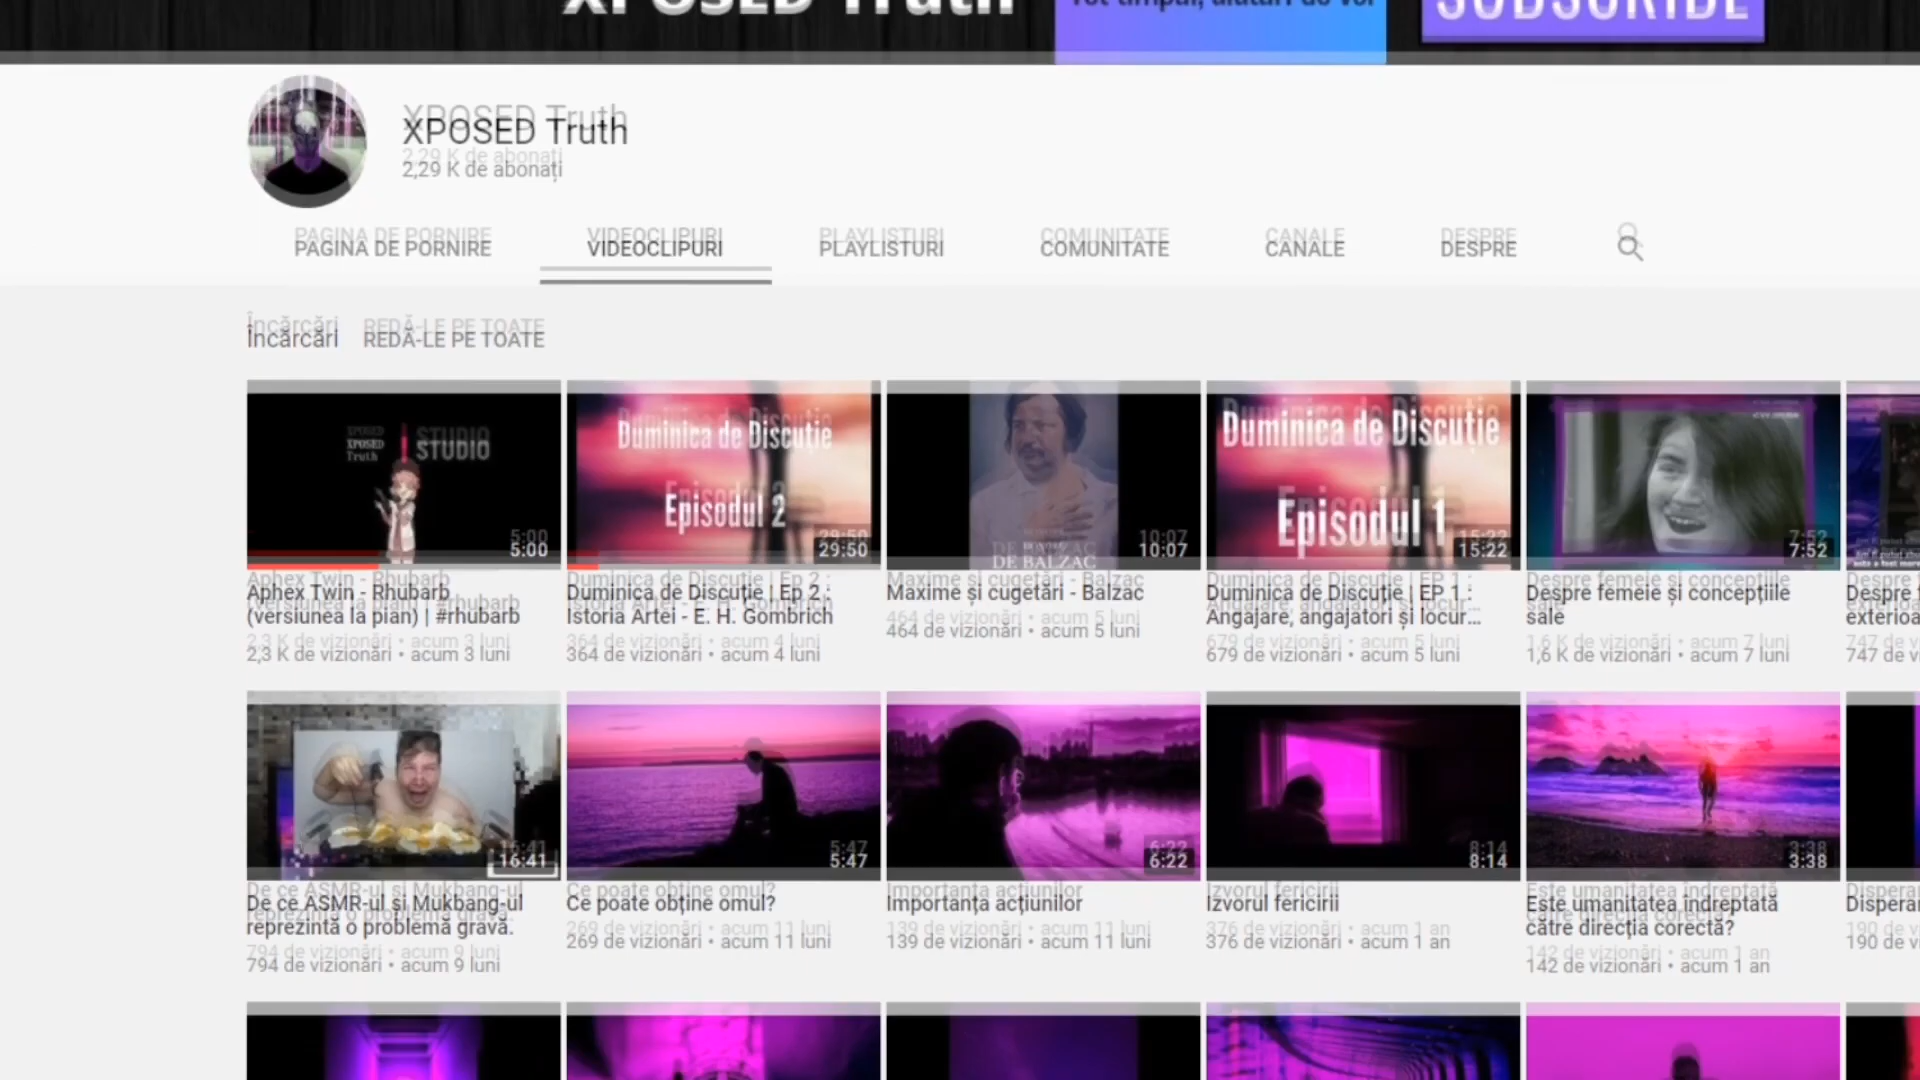 XPOSED Truth
SUBSCRIBE
XPOSED Truth
2,29 K de abonați
PAGINA DE PORNIRE VIDEOCLIPURI PLAYLISTURI COMUNITATE CANALE DESPRE
Încărcări REDĂ-LE PE TOATE
XPOSED Truth STUDIO
5:00
Duminica de Discuție
Episodul 2
29:50
DE BALZAC
10:07
Duminica de Discuție
Episodul 1
15:22
7:52
Aphex Twin - Rhubarb
(versiunea la pian) | #rhubarb
2,3 K de vizionări • acum 3 luni
Duminica de Discuție | Ep 2 :
Istoria Artei - E. H. Gombrich
364 de vizionări • acum 4 luni
Maxime și cugetări - Balzac
464 de vizionări • acum 5 luni
Duminica de Discuție | EP 1 :
Angajare, angajatori și locur...
679 de vizionări • acum 5 luni
Despre femeie și concepțiile
sale
1,6 K de vizionări • acum 7 luni
Despre
747 de
16:41
5:47
6:22
8:14
3:38
De ce ASMR-ul și Mukbang-ul
reprezintă o problemă gravă.
794 de vizionări • acum 9 luni
Ce poate obține omul?
269 de vizionări • acum 11 luni
Importanța acțiunilor
139 de vizionări • acum 11 luni
Izvorul fericirii
376 de vizionări • acum 1 an
Este umanitatea îndreptată
către direcția corectă?
142 de vizionări • acum 1 an
190 de